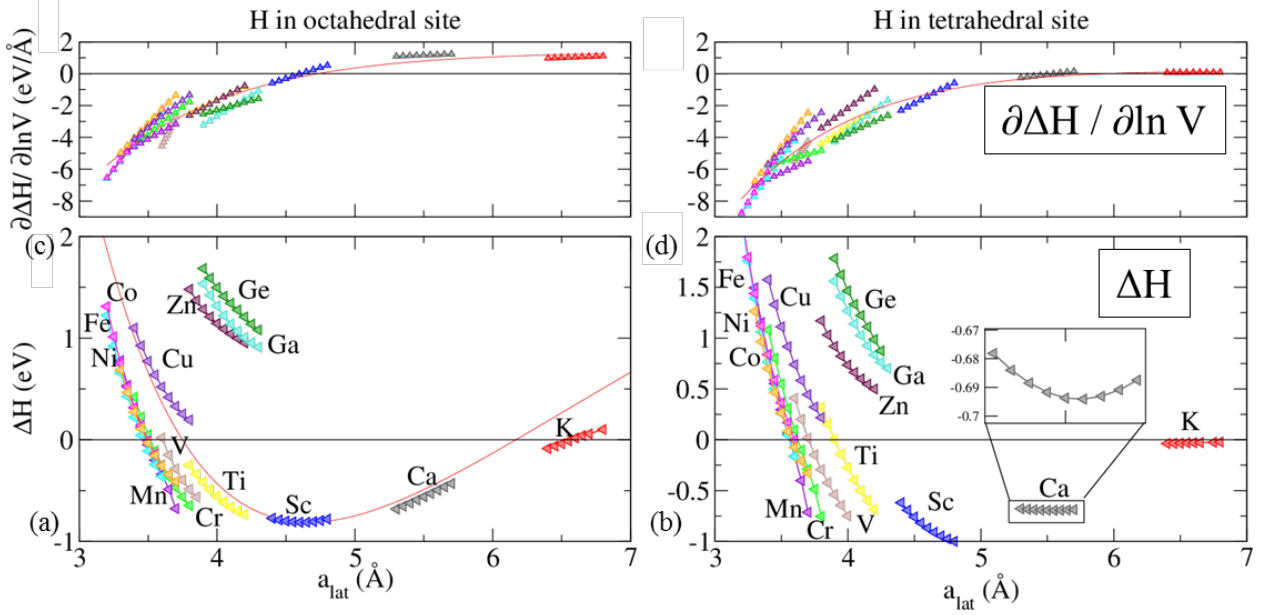 H in octahedral site
H in tetrahedral site
∂ΔH/ ∂ln V (eV/Å)
2
0
-2
-4
-6
-8
∂ΔH / ∂ln V
2
0
-2
-4
-6
-8
(c)
(d)
ΔH (eV)
2
1
0
-1
Co
Fe
Ni
Zn
Ge
Ga
Cu
V
Ti
Mn
Cr
Sc
Ca
K
(a)
3
4
5
6
7
a_lat (Å)
2
1.5
1
0.5
0
-0.5
-1
ΔH
Fe
Ni
Co
Cu
Ge
Ga
Zn
Ti
V
Mn
Cr
Sc
Ca
K
-0.67
-0.68
-0.69
-0.7
(b)
3
4
5
6
7
a_lat (Å)